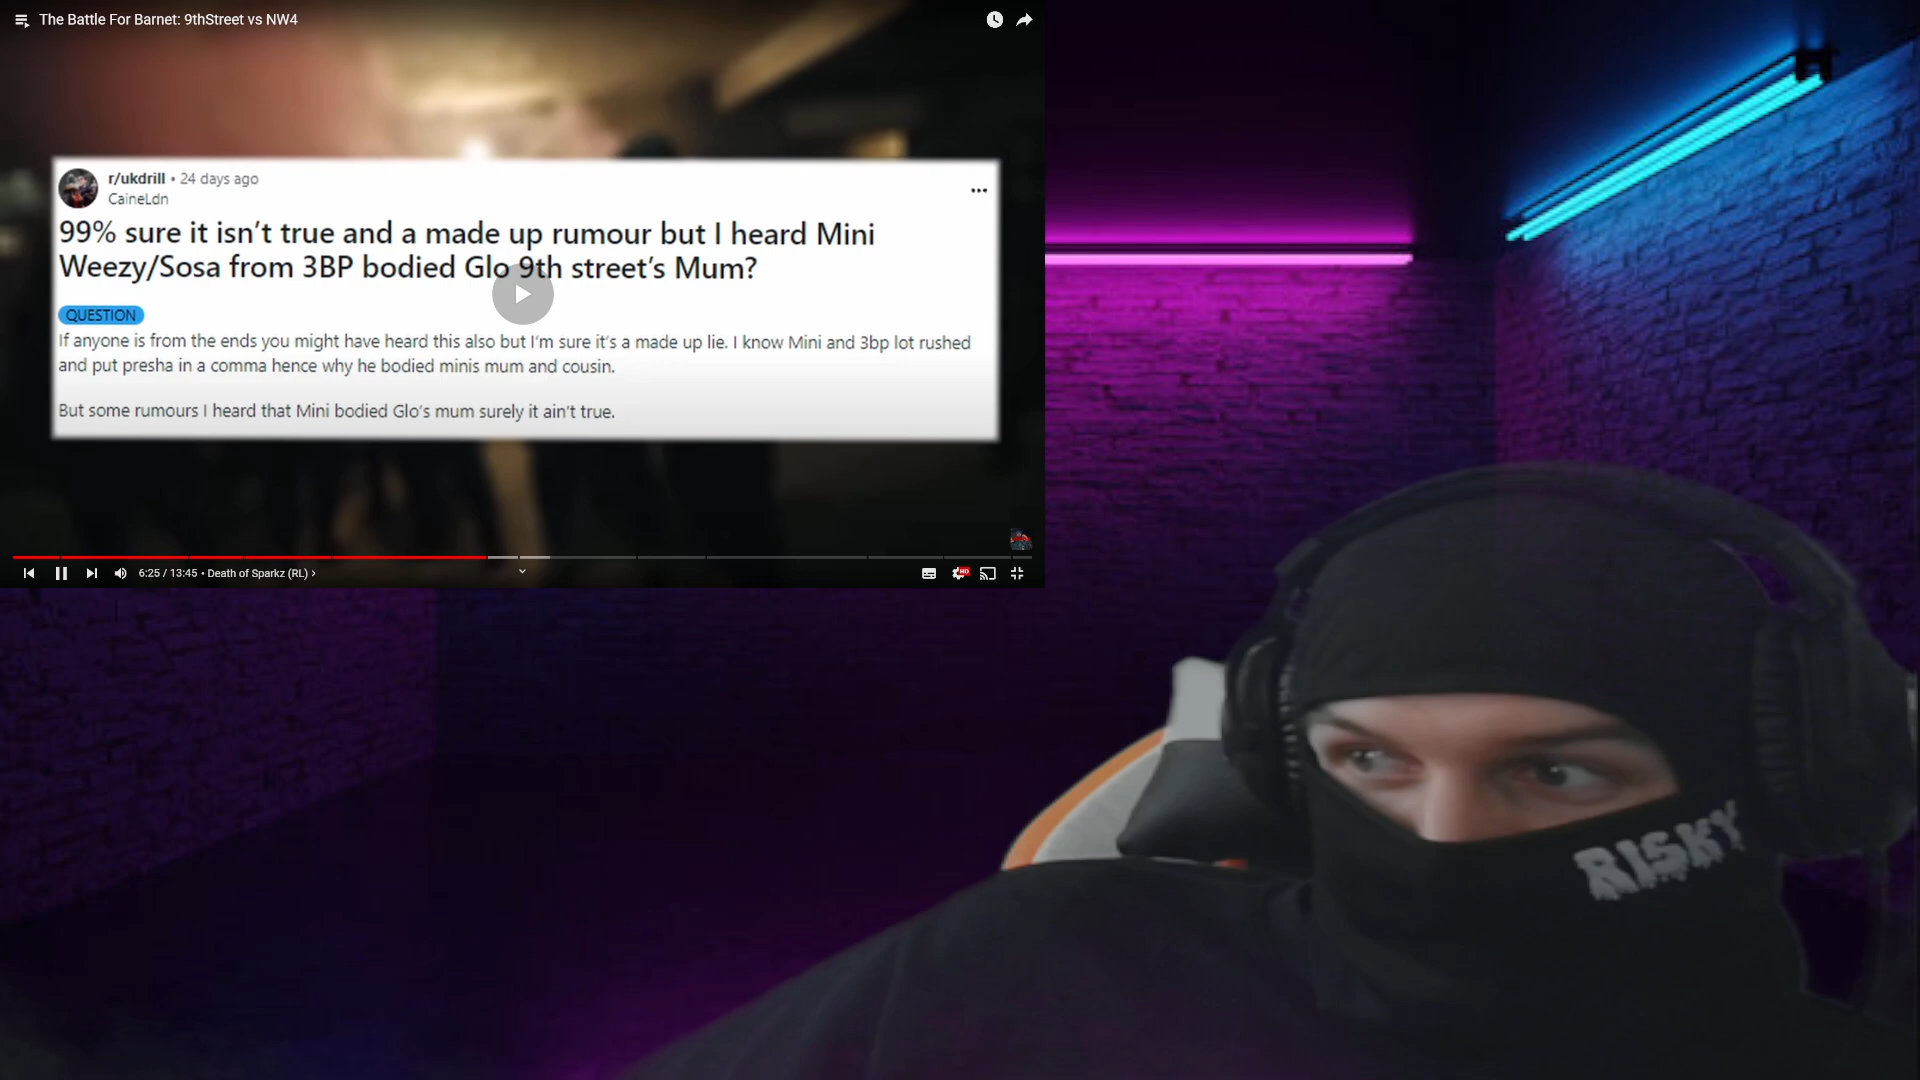 The Battle For Barnet: 9thStreet vs NW4
r/ukdrill • 24 days ago
CaineLdn
99% sure it isn’t true and a made up rumour but I heard Mini
Weezy/Sosa from 3BP bodied Glo 9th street’s Mum?
QUESTION
If anyone is from the ends you might have heard this also but I’m sure it’s a made up lie. I know Mini and 3bp lot rushed
and put presha in a comma hence why he bodied minis mum and cousin.
But some rumours I heard that Mini bodied Glo’s mum surely it ain’t true.
6:25 / 13:45 • Death of Sparkz (RL) ›
HD
RISKY